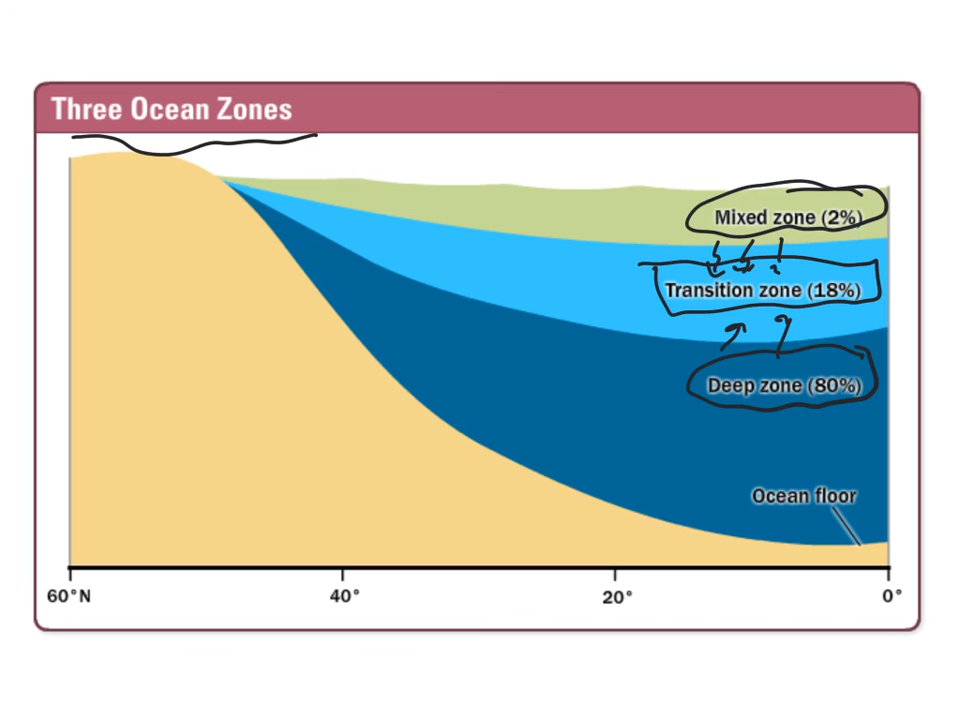 Three Ocean Zones
Mixed zone (2%)
Transition zone (18%)
Deep zone (80%)
Ocean floor
60°N 40° 20° 0°